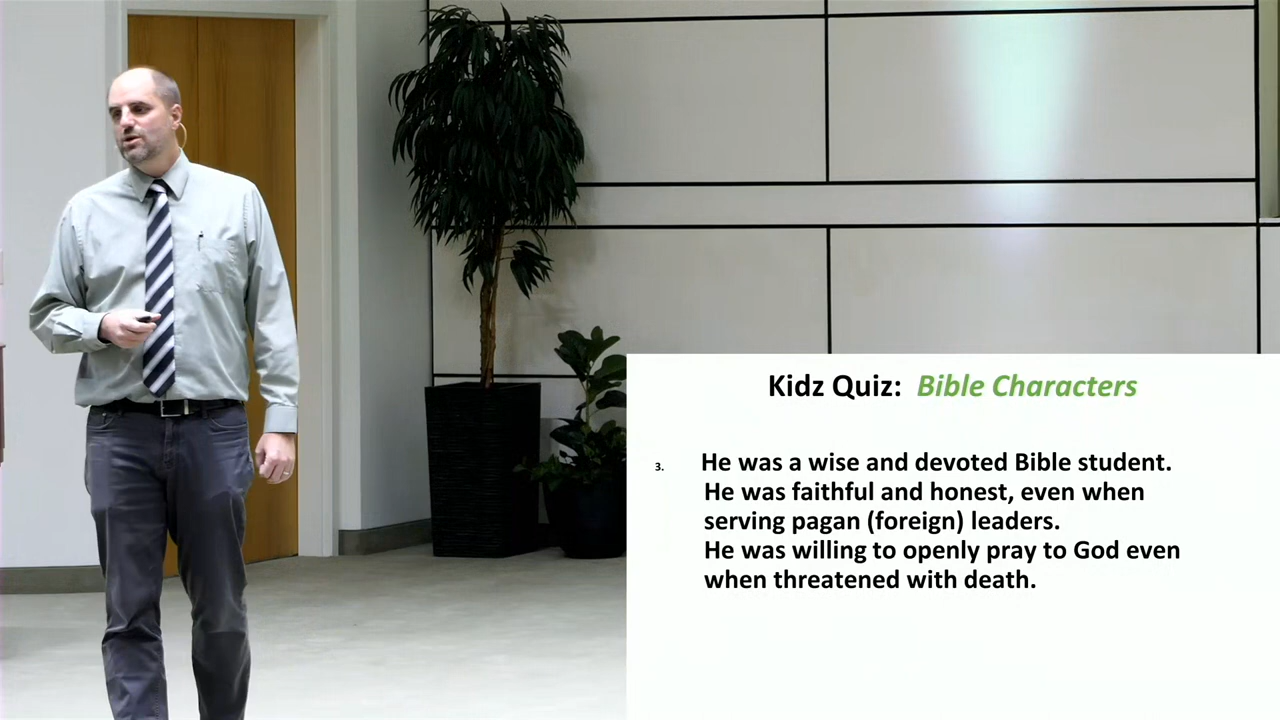 Kidz Quiz: Bible Characters
3. He was a wise and devoted Bible student.
He was faithful and honest, even when
serving pagan (foreign) leaders.
He was willing to openly pray to God even
when threatened with death.